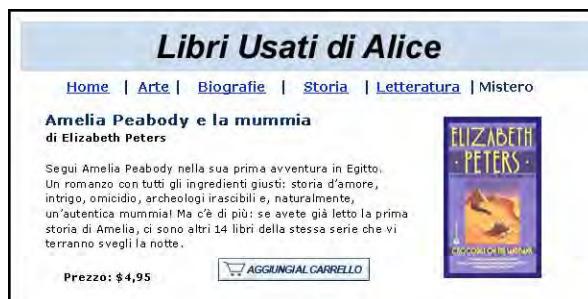 Libri Usati di Alice
Home | Arte | Biografie | Storia | Letteratura | Mistero
Amelia Peabody e la mummia
di Elizabeth Peters
Segui Amelia Peabody nella sua prima avventura in Egitto.
Un romanzo con tutti gli ingredienti giusti: storia d'amore,
intrigo, omicidio, archeologi irascibili e, naturalmente,
un'autentica mummia! Ma c'è di più: se avete già letto la prima
storia di Amelia, ci sono altri 14 libri della stessa serie che vi
terranno svegli la notte.
Prezzo: $4,95
AGGIUNGI AL CARRELLO
ELIZABETH
PETERS
CROCODILE ON THE SANDBANK